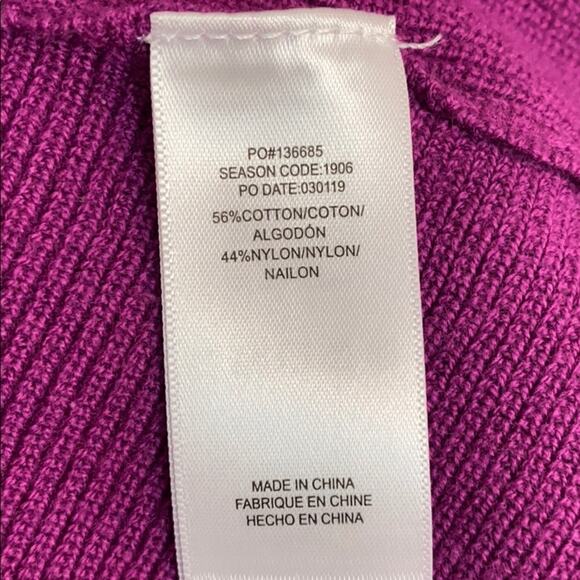 PO#136685
SEASON CODE:1906
PO DATE:030119
56%COTTON/COTON/
ALGODÓN
44%NYLON/NYLON/
NAILON
MADE IN CHINA
FABRIQUE EN CHINE
HECHO EN CHINA